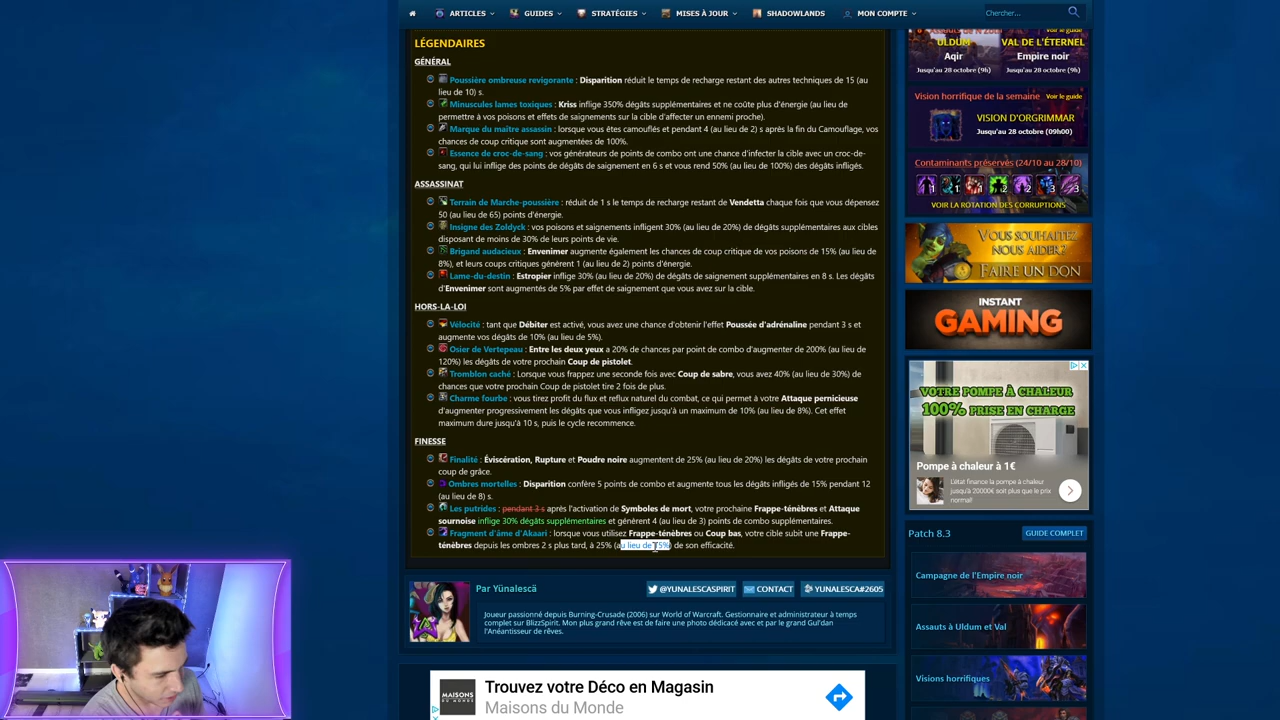 ARTICLES
GUIDES
STRATÉGIES
MISES À JOUR
SHADOWLANDS
MON COMPTE
Chercher...
LÉGENDAIRES
GÉNÉRAL
Poussière ombreuse revigorante : Disparition réduit le temps de recharge restant des autres techniques de 15 (au
lieu de 10) s.
Minuscules lames toxiques : Kriss inflige 350% dégâts supplémentaires et ne coûte plus d'énergie (au lieu de
permettre à vos poisons et effets de saignements sur la cible d'affecter un ennemi proche).
Marque du maître assassin : lorsque vous êtes camouflés et pendant 4 (au lieu de 2) s après la fin du Camouflage, vos
chances de coup critique sont augmentées de 100%.
Essence de croc-de-sang : vos générateurs de points de combo ont une chance d'infecter la cible avec un croc-de-
sang, qui lui inflige des points de dégâts de saignement en 6 s et vous rend 50% (au lieu de 100%) des dégâts infligés.
ASSASSINAT
Terrain de Marche-poussière : réduit de 1 s le temps de recharge restant de Vendetta chaque fois que vous dépensez
50 (au lieu de 65) points d'énergie.
Insigne des Zoldyck : vos poisons et saignements infligent 30% (au lieu de 20%) de dégâts supplémentaires aux cibles
disposant de moins de 30% de leurs points de vie.
Brigand audacieux : Envenimer augmente également les chances de coup critique de vos poisons de 15% (au lieu de
8%), et leurs coups critiques génèrent 1 (au lieu de 2) points d'énergie.
Lame-du-destin : Estropier inflige 30% (au lieu de 20%) de dégâts de saignement supplémentaires en 8 s. Les dégâts
d'Envenimer sont augmentés de 5% par effet de saignement que vous avez sur la cible.
HORS-LA-LOI
Vélocité : tant que Débiter est activé, vous avez une chance d'obtenir l'effet Poussée d'adrénaline pendant 3 s et
augmente vos dégâts de 10% (au lieu de 5%).
Osier de Vertepeau : Entre les deux yeux a 20% de chances par point de combo d'augmenter de 200% (au lieu de
120%) les dégâts de votre prochain Coup de pistolet.
Tromblon caché : Lorsque vous frappez une seconde fois avec Coup de sabre, vous avez 40% (au lieu de 30%) de
chances que votre prochain Coup de pistolet tire 2 fois de plus.
Charme fourbe : vous tirez profit du flux et reflux naturel du combat, ce qui permet à votre Attaque pernicieuse
d'augmenter progressivement les dégâts que vous infligez jusqu'à un maximum de 10% (au lieu de 8%). Cet effet
maximum dure jusqu'à 10 s, puis le cycle recommence.
FINESSE
Finalité : Éviscération, Rupture et Poudre noire augmentent de 25% (au lieu de 20%) les dégâts de votre prochain
coup de grâce.
Ombres mortelles : Disparition confère 5 points de combo et augmente tous les dégâts infligés de 15% pendant 12
(au lieu de 8) s.
Les putrides : pendant 3 s après l'activation de Symboles de mort, votre prochaine Frappe-ténèbres et Attaque
sournoise inflige 30% dégâts supplémentaires et génèrent 4 (au lieu de 3) points de combo supplémentaires.
Fragment d'âme d'Akaari : lorsque vous utilisez Frappe-ténèbres ou Coup bas, votre cible subit une Frappe-
ténèbres depuis les ombres 2 s plus tard, à 25% (au lieu de 15%) de son efficacité.
Par Yünalescä
@YUNALESCASPIRIT
CONTACT
YUNALESCA#2605
Joueur passionné depuis Burning-Crusade (2006) sur World of Warcraft. Gestionnaire et administrateur à temps
complet sur BlizzSpirit. Mon plus grand rêve est de faire une photo dédicacé avec et par le grand Gul'dan
l'Anéantisseur de rêves.
MAISONS
DU MONDE
Trouvez votre Déco en Magasin
Maisons du Monde
Voir le guide
ULDUM
VAL DE L'ÉTERNEL
Aqir
Empire noir
Jusqu'au 28 octobre (9h)
Jusqu'au 28 octobre (9h)
Vision horrifique de la semaine
Voir le guide
VISION D'ORGRIMMAR
Jusqu'au 28 octobre (09h00)
Contaminants préservés (24/10 au 28/10)
1 1 1 2 2 3 3
VOIR LA ROTATION DES CORRUPTIONS
VOUS SOUHAITEZ
NOUS AIDER?
FAIRE UN DON
INSTANT
GAMING
VOTRE POMPE À CHALEUR
100% PRISE EN CHARGE
Pompe à chaleur à 1€
L'état finance la pompe à chaleur
jusqu'à 20000€ soit plus que le prix
normal!
Patch 8.3
GUIDE COMPLET
Campagne de l'Empire noir
Assauts à Uldum et Val
Visions horrifiques